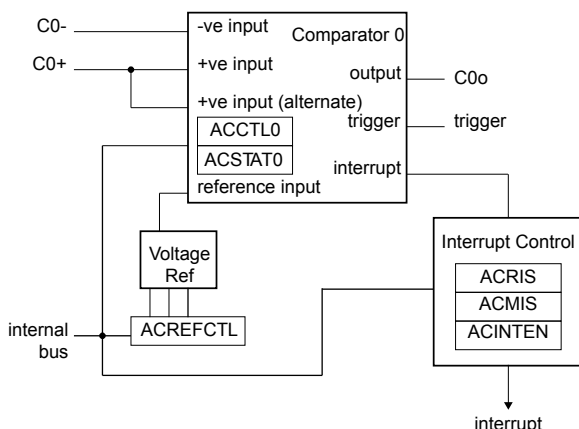 C0-
-ve input
Comparator 0
C0+
+ve input
output
C0o
+ve input (alternate)
ACCTL0
trigger
trigger
ACSTAT0
interrupt
reference input
Voltage
Ref
Interrupt Control
ACRIS
ACMIS
ACINTEN
internal
bus
ACREFCTL
interrupt